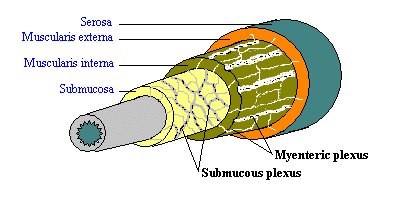 Serosa
Muscularis externa
Muscularis interna
Submucosa
Myenteric plexus
Submucous plexus